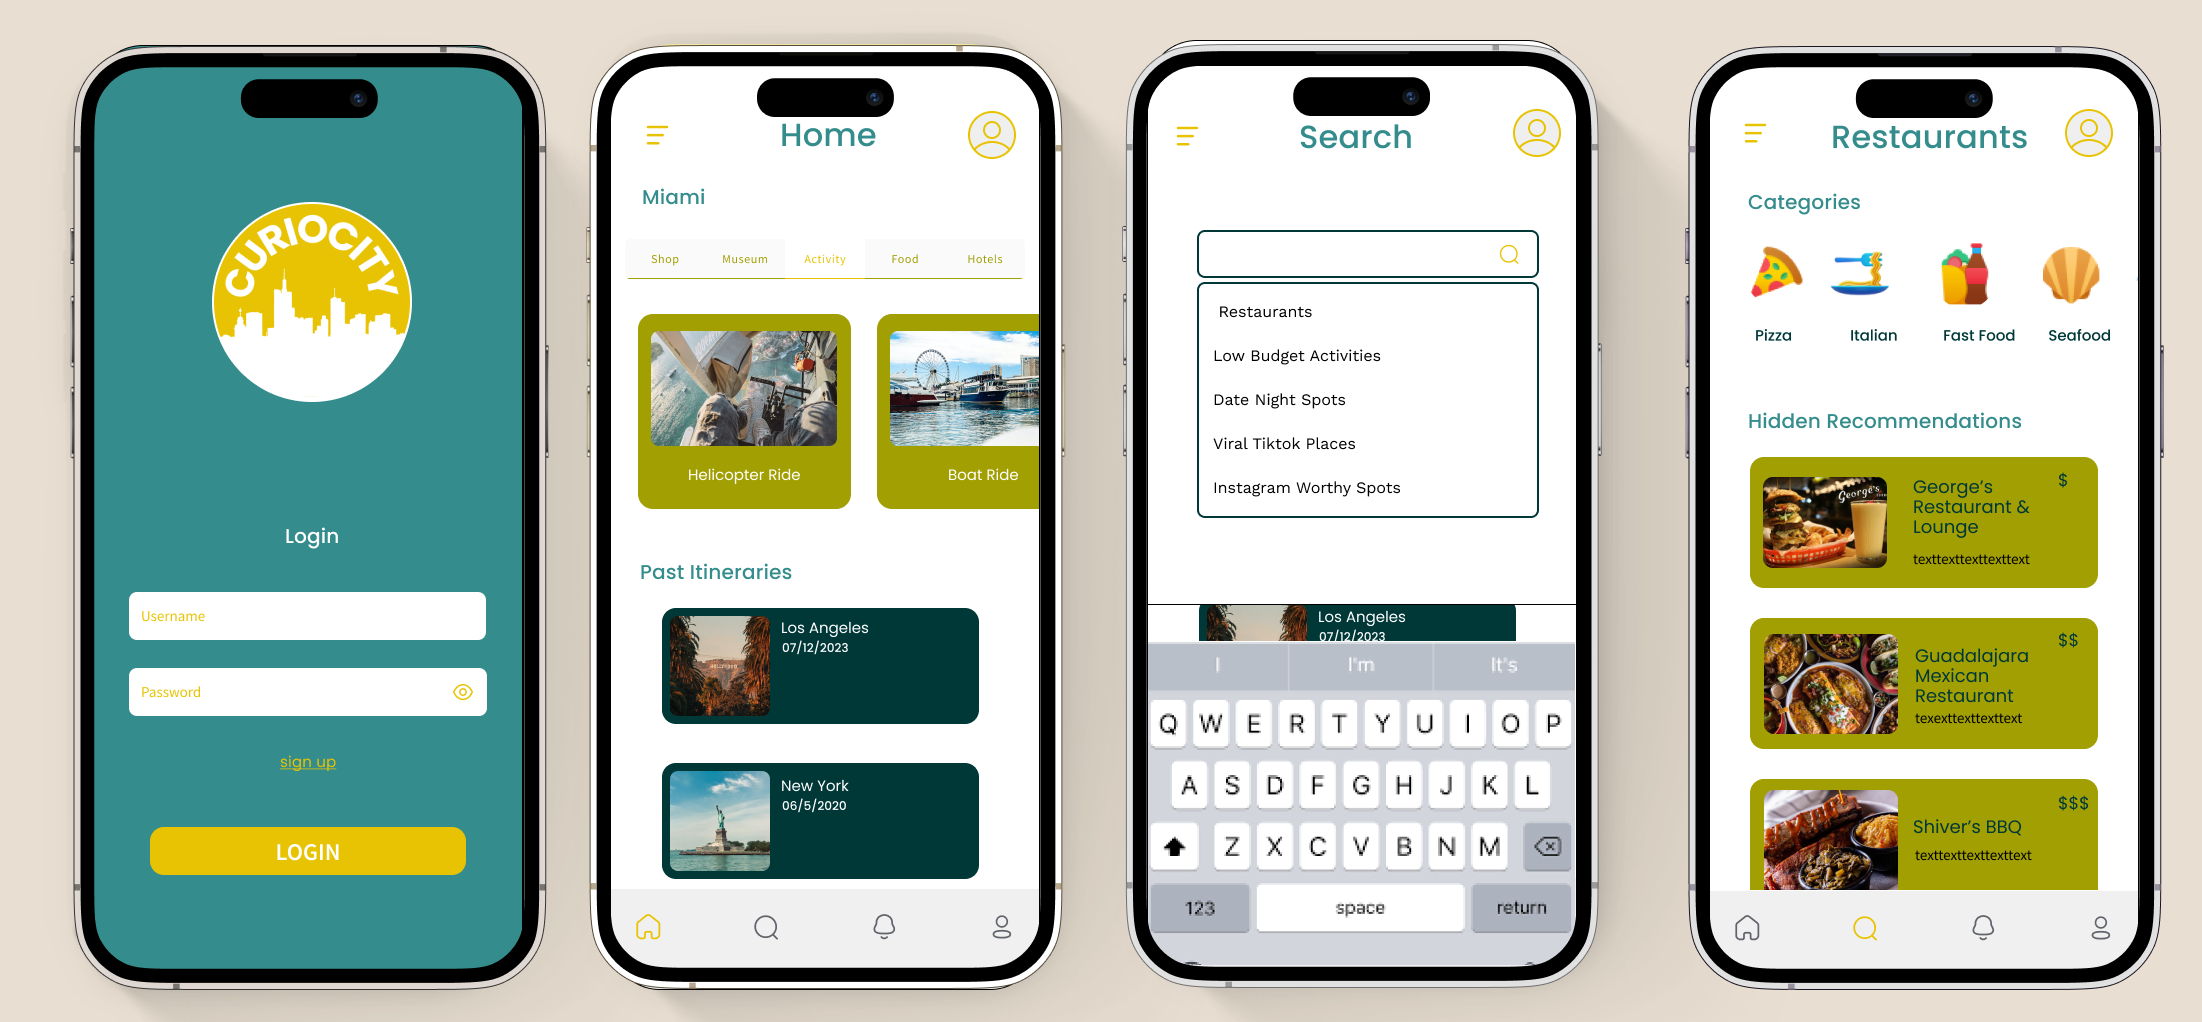 CURIOCITY
Login
Username
Password
sign up
LOGIN
Home
Miami
Shop Museum Activity Food Hotels
Helicopter Ride Boat Ride
Past Itineraries
Los Angeles
07/12/2023
HOLLYWOOD
New York
06/5/2020
Search
Restaurants
Low Budget Activities
Date Night Spots
Viral Tiktok Places
Instagram Worthy Spots
Los Angeles
07/12/2023
I I'm It's
Q W E R T Y U I O P
A S D F G H J K L
Z X C V B N M
123 space return
Restaurants
Categories
Pizza Italian Fast Food Seafood
Hidden Recommendations
George's
George's $
Restaurant &
Lounge
texttexttexttexttext
$$
Guadalajara
Mexican
Restaurant
texexttexttexttext
$$$
Shiver's BBQ
texttexttexttexttext